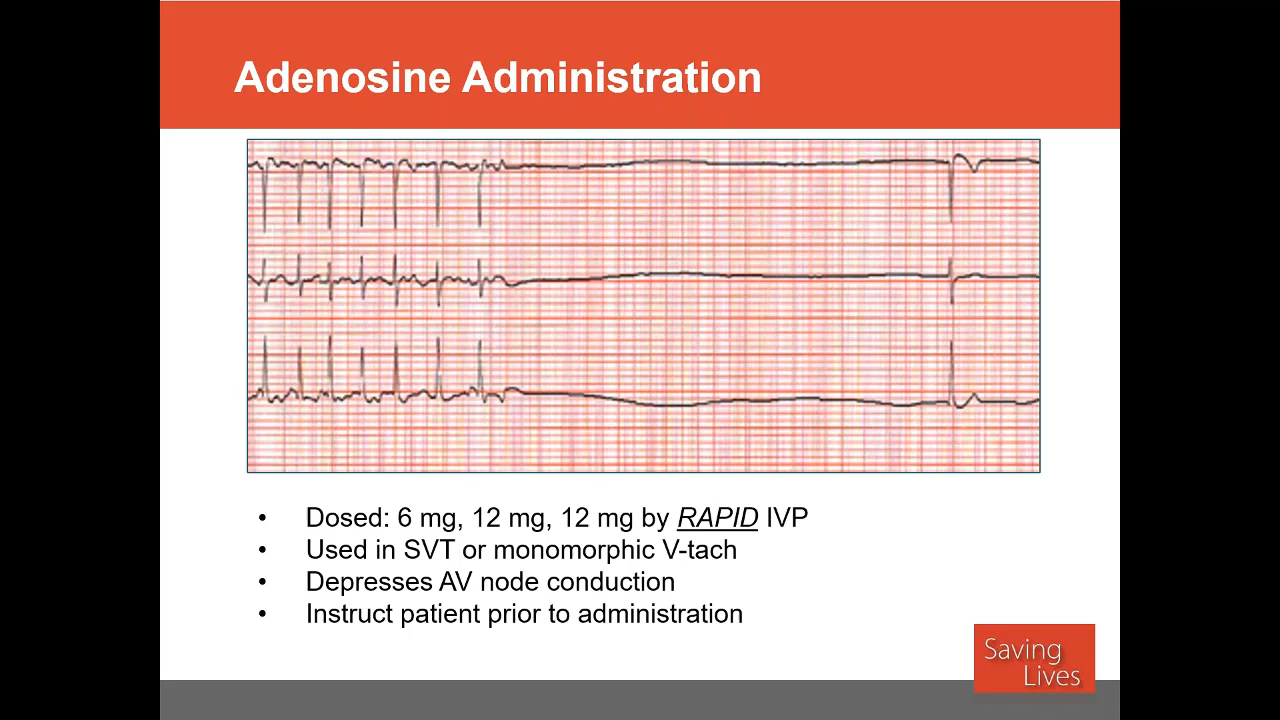 Adenosine Administration
• Dosed: 6 mg, 12 mg, 12 mg by RAPID IVP
• Used in SVT or monomorphic V-tach
• Depresses AV node conduction
• Instruct patient prior to administration
Saving
Lives